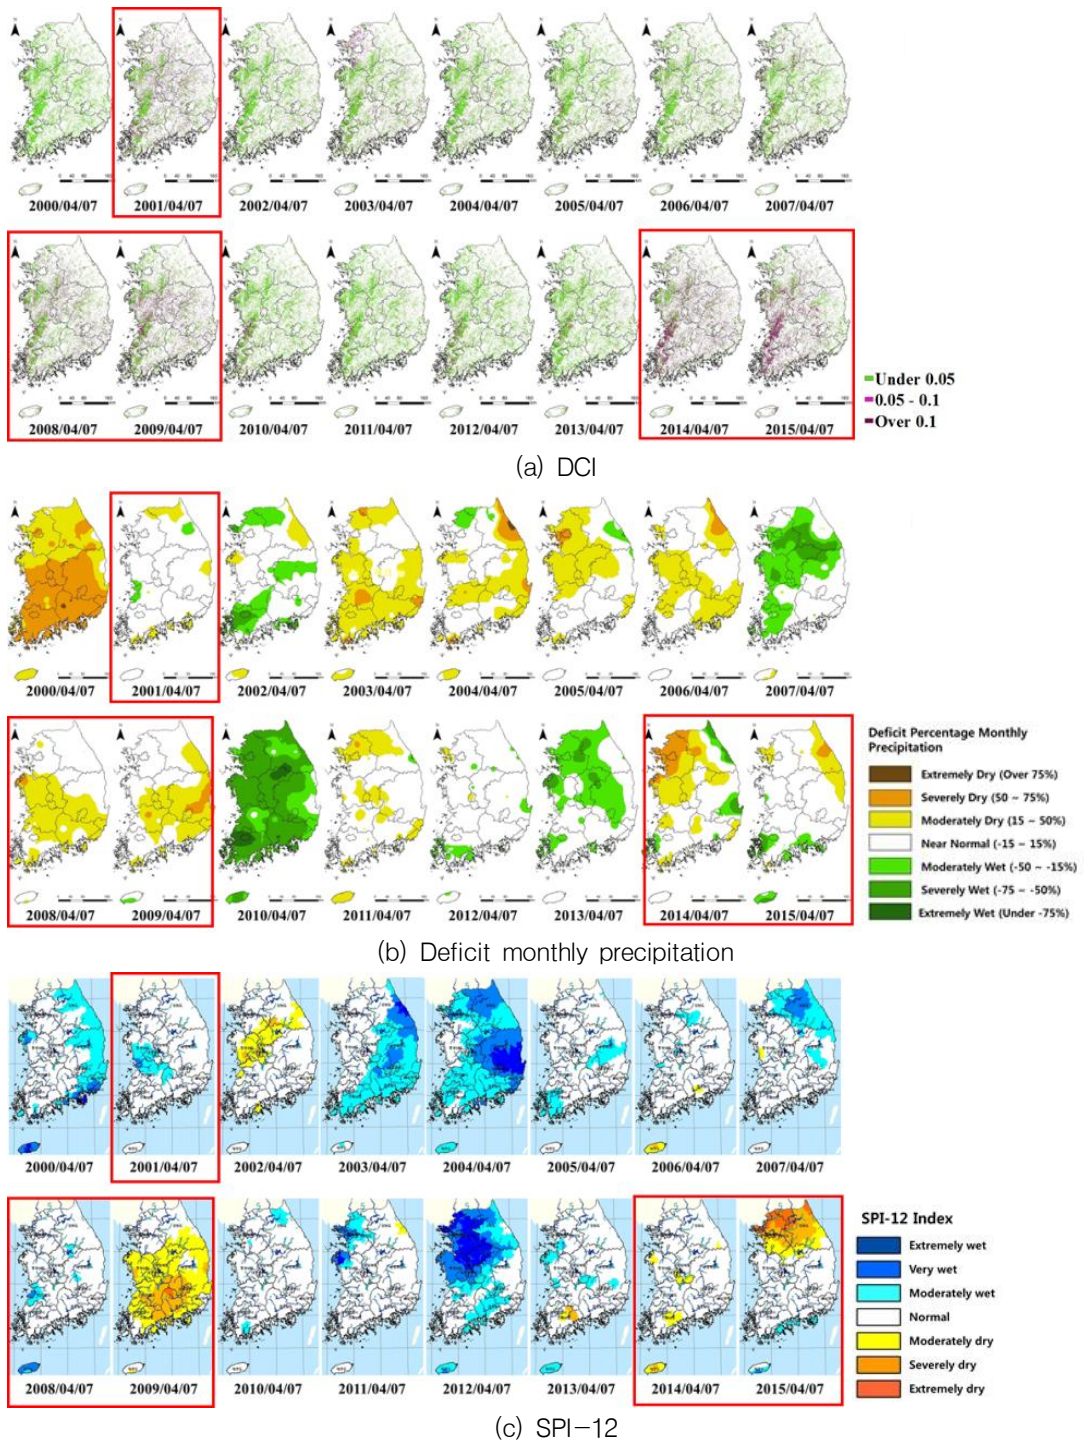 2000/04/07 2001/04/07 2002/04/07 2003/04/07 2004/04/07 2005/04/07 2006/04/07 2007/04/07
2008/04/07 2009/04/07 2010/04/07 2011/04/07 2012/04/07 2013/04/07 2014/04/07 2015/04/07
Under 0.05
0.05 - 0.1
Over 0.1
(a) DCI
2000/04/07 2001/04/07 2002/04/07 2003/04/07 2004/04/07 2005/04/07 2006/04/07 2007/04/07
2008/04/07 2009/04/07 2010/04/07 2011/04/07 2012/04/07 2013/04/07 2014/04/07 2015/04/07
Deficit Percentage Monthly
Precipitation
Extremely Dry (Over 75%)
Severely Dry (50 ~ 75%)
Moderately Dry (15 ~ 50%)
Near Normal (-15 ~ 15%)
Moderately Wet (-50 ~ -15%)
Severely Wet (-75 ~ -50%)
Extremely Wet (Under -75%)
(b) Deficit monthly precipitation
2000/04/07 2001/04/07 2002/04/07 2003/04/07 2004/04/07 2005/04/07 2006/04/07 2007/04/07
2008/04/07 2009/04/07 2010/04/07 2011/04/07 2012/04/07 2013/04/07 2014/04/07 2015/04/07
SPI-12 Index
Extremely wet
Very wet
Moderately wet
Normal
Moderately dry
Severely dry
Extremely dry
(c) SPI-12